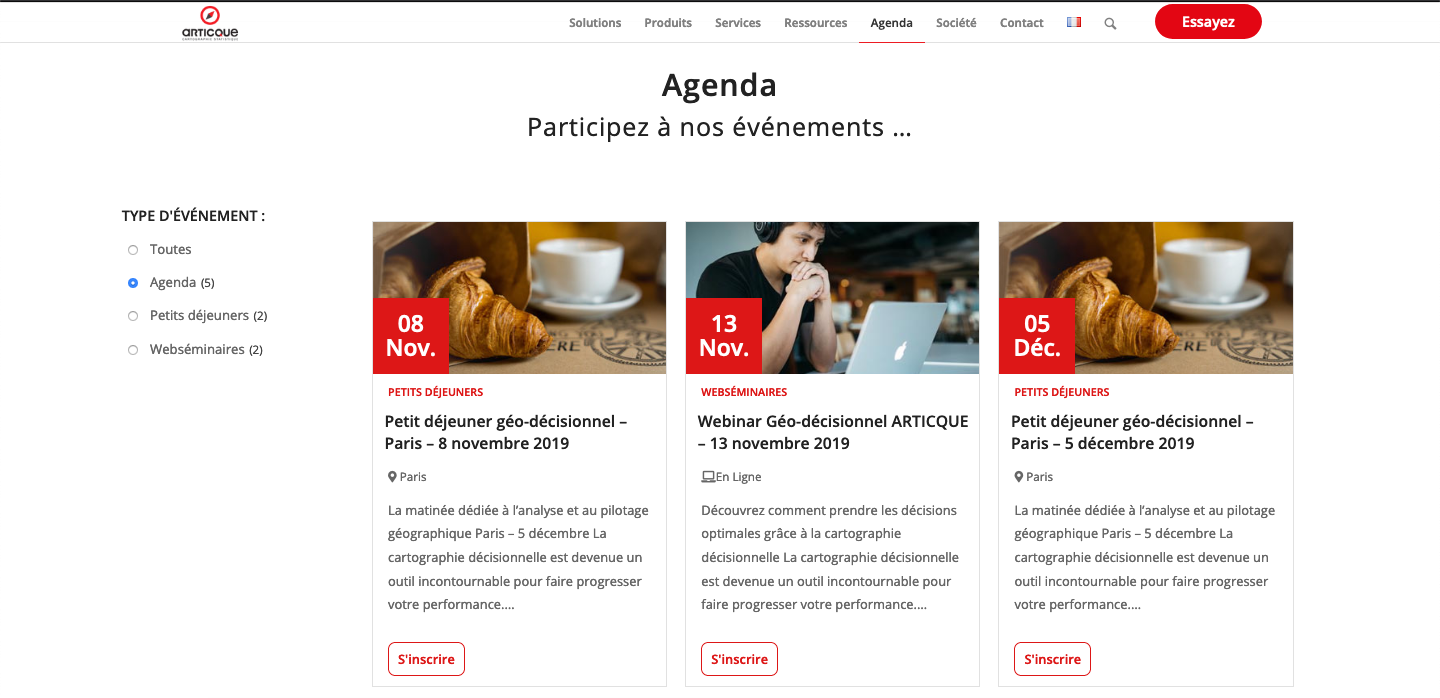 ARTICQUE
Solutions Produits Services Ressources Agenda Société Contact Essayez
Agenda
Participez à nos événements ...
TYPE D'ÉVÉNEMENT :
Toutes
Agenda (5)
Petits déjeuners (2)
Webséminaires (2)
08
Nov.
PETITS DÉJEUNERS
Petit déjeuner géo-décisionnel –
Paris – 8 novembre 2019
Paris
La matinée dédiée à l'analyse et au pilotage
géographique Paris – 5 décembre La
cartographie décisionnelle est devenue un
outil incontournable pour faire progresser
votre performance....
S'inscrire
13
Nov.
WEBSÉMINAIRES
Webinar Géo-décisionnel ARTICQUE
– 13 novembre 2019
En Ligne
Découvrez comment prendre les décisions
optimales grâce à la cartographie
décisionnelle La cartographie décisionnelle
est devenue un outil incontournable pour
faire progresser votre performance....
S'inscrire
05
Déc.
PETITS DÉJEUNERS
Petit déjeuner géo-décisionnel –
Paris – 5 décembre 2019
Paris
La matinée dédiée à l'analyse et au pilotage
géographique Paris – 5 décembre La
cartographie décisionnelle est devenue un
outil incontournable pour faire progresser
votre performance....
S'inscrire